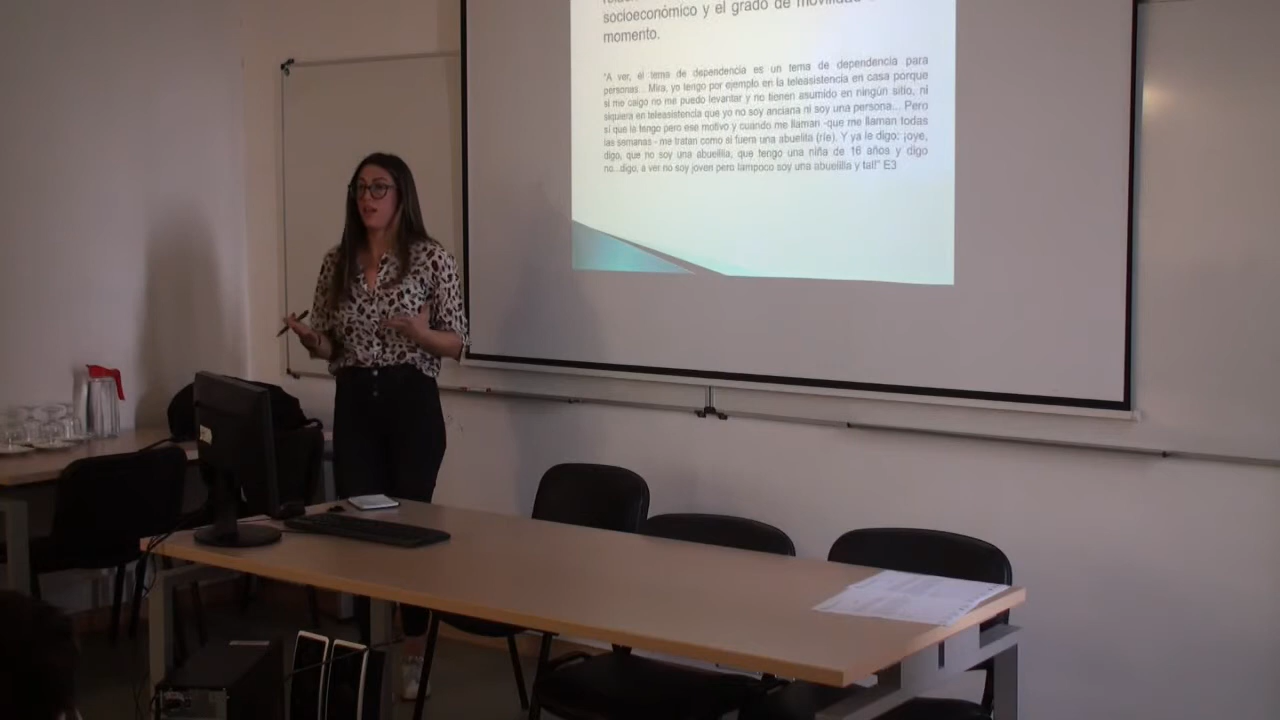 socioeconómico y el grado de movilidad
momento.
"A ver, el tema de dependencia es un tema de dependencia para
personas... Mira, yo tengo por ejemplo en la teleasistencia en casa porque
si me caigo no me puedo levantar y no tienen asumido en ningún sitio, ni
siquiera en teleasistencia que yo no soy anciana ni soy una persona... Pero
sí que la tengo pero ese motivo y cuando me llaman -que me llaman todas
las semanas - me tratan como si fuera una abuelita (ríe). Y ya le digo: ¡oye,
digo, que no soy una abuelilla, que tengo una niña de 16 años y digo
no...digo, a ver no soy joven pero tampoco soy una abuelilla y tal!" E3